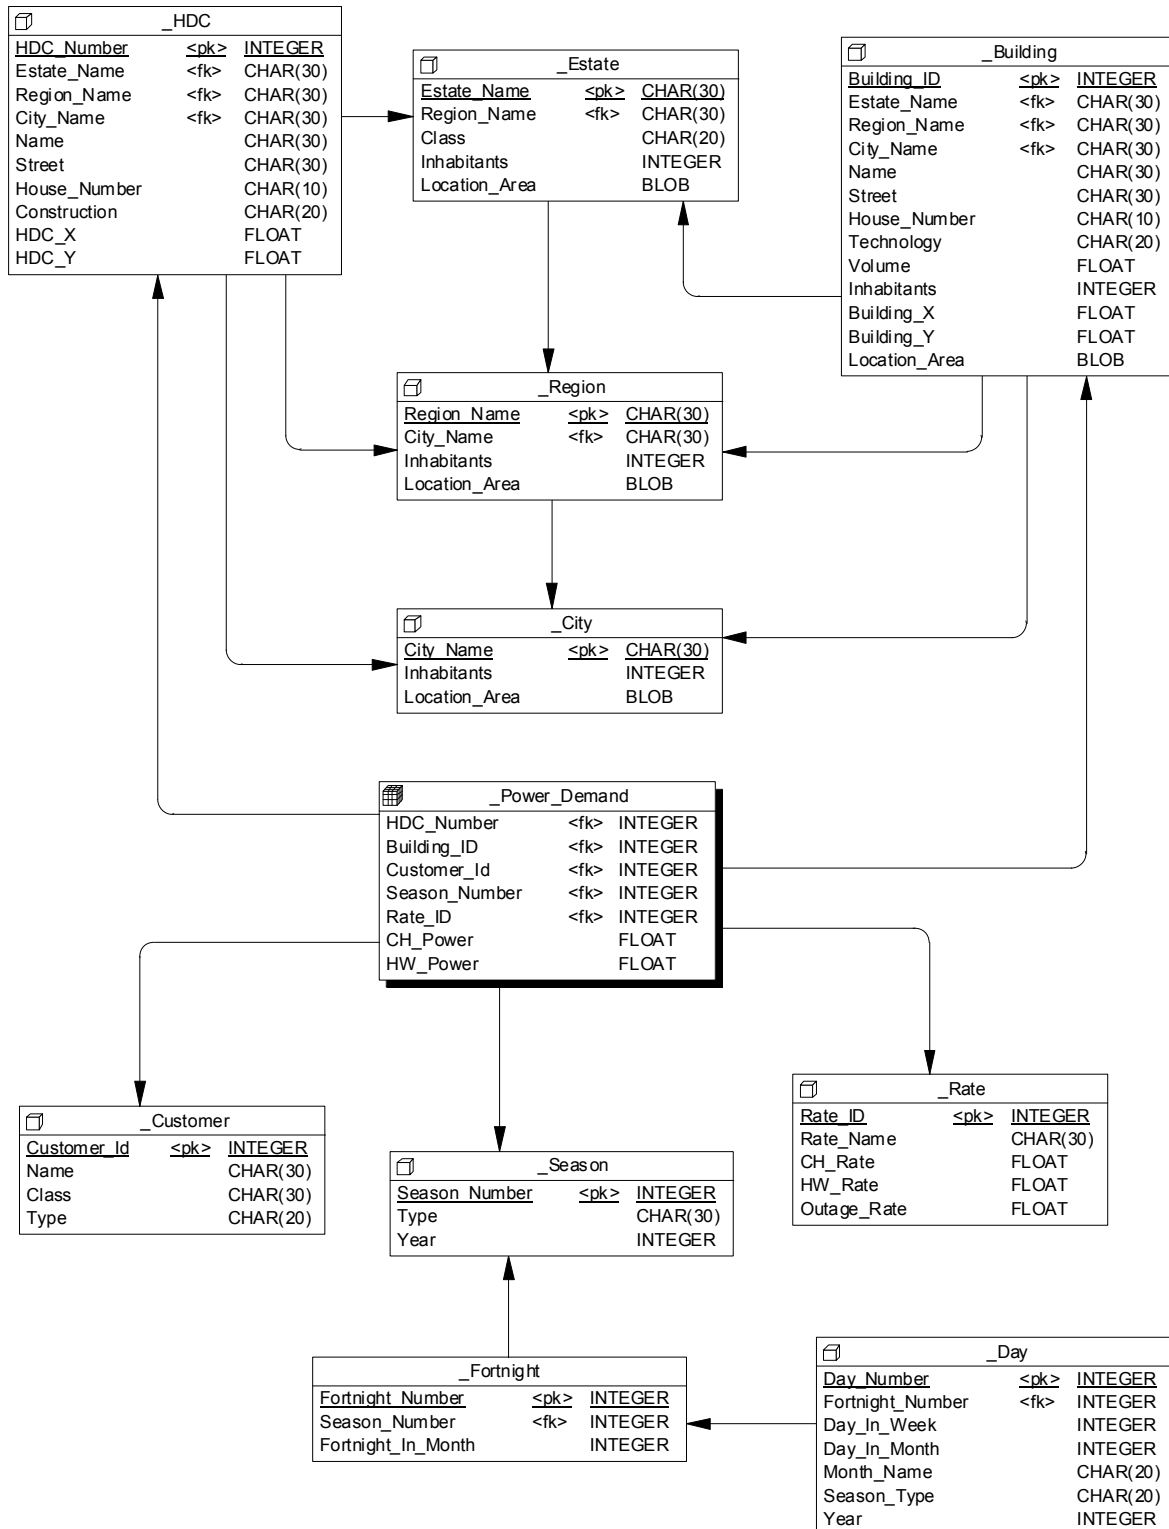 _HDC
HDC_Number <pk> INTEGER
Estate_Name <fk> CHAR(30)
Region_Name <fk> CHAR(30)
City_Name <fk> CHAR(30)
Name CHAR(30)
Street CHAR(30)
House_Number CHAR(10)
Construction CHAR(20)
HDC_X FLOAT
HDC_Y FLOAT
_Estate
Estate_Name <pk> CHAR(30)
Region_Name <fk> CHAR(30)
Class CHAR(20)
Inhabitants INTEGER
Location_Area BLOB
_Building
Building_ID <pk> INTEGER
Estate_Name <fk> CHAR(30)
Region_Name <fk> CHAR(30)
City_Name <fk> CHAR(30)
Name CHAR(30)
Street CHAR(30)
House_Number CHAR(10)
Technology CHAR(20)
Volume FLOAT
Inhabitants INTEGER
Building_X FLOAT
Building_Y FLOAT
Location_Area BLOB
_Region
Region_Name <pk> CHAR(30)
City_Name <fk> CHAR(30)
Inhabitants INTEGER
Location_Area BLOB
_City
City_Name <pk> CHAR(30)
Inhabitants INTEGER
Location_Area BLOB
_Power_Demand
HDC_Number <fk> INTEGER
Building_ID <fk> INTEGER
Customer_Id <fk> INTEGER
Season_Number <fk> INTEGER
Rate_ID <fk> INTEGER
CH_Power FLOAT
HW_Power FLOAT
_Customer
Customer_Id <pk> INTEGER
Name CHAR(30)
Class CHAR(30)
Type CHAR(20)
_Season
Season_Number <pk> INTEGER
Type CHAR(30)
Year INTEGER
_Rate
Rate_ID <pk> INTEGER
Rate_Name CHAR(30)
CH_Rate FLOAT
HW_Rate FLOAT
Outage_Rate FLOAT
_Fortnight
Fortnight_Number <pk> INTEGER
Season_Number <fk> INTEGER
Fortnight_In_Month INTEGER
_Day
Day_Number <pk> INTEGER
Fortnight_Number <fk> INTEGER
Day_In_Week INTEGER
Day_In_Month INTEGER
Month_Name CHAR(20)
Season_Type CHAR(20)
Year INTEGER